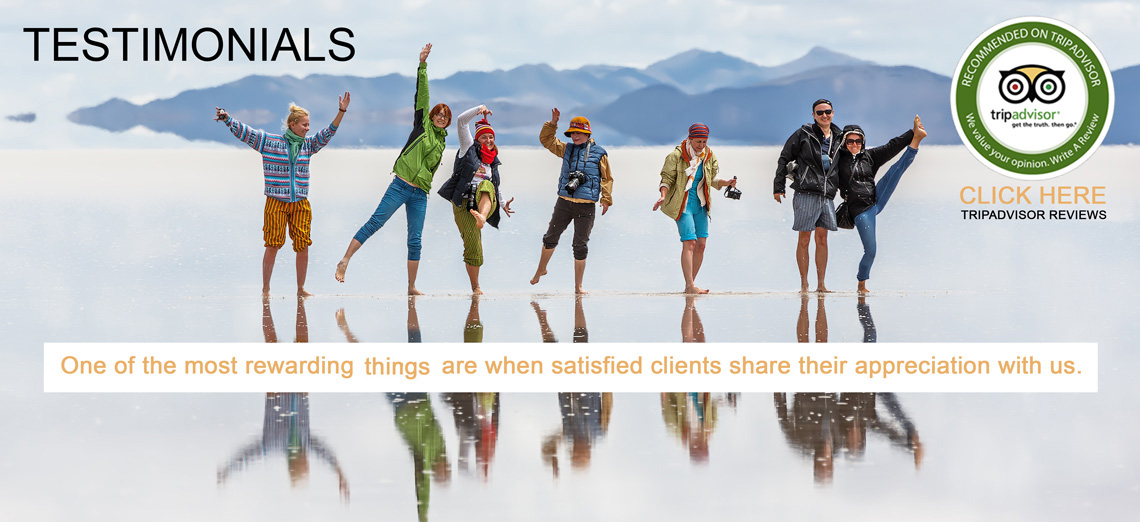 TESTIMONIALS
RECOMMENDED ON TRIPADVISOR
tripadvisor®
get the truth. then go.®
We value your opinion. Write A Review
CLICK HERE
TRIPADVISOR REVIEWS
One of the most rewarding things are when satisfied clients share their appreciation with us.